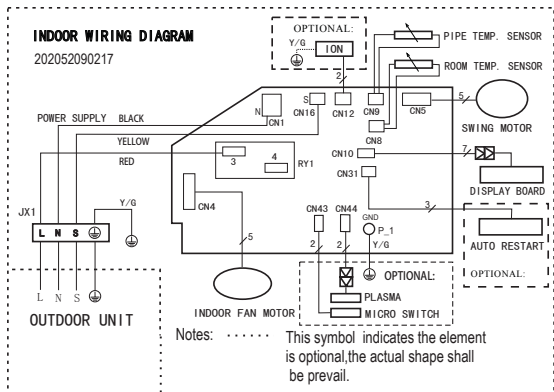 INDOOR WIRING DIAGRAM
202052090217
OPTIONAL:
Y/G
ION
2
PIPE TEMP. SENSOR
ROOM TEMP. SENSOR
N
CN1
S
CN16
CN12
CN9
CN8
CN5
5
SWING MOTOR
POWER SUPPLY BLACK
YELLOW
RED
3
4
RY1
CN10
7
DISPLAY BOARD
CN31
3
AUTO RESTART
OPTIONAL:
CN4
5
INDOOR FAN MOTOR
CN43
CN44
2
2
GND
P_1
Y/G
OPTIONAL:
PLASMA
MICRO SWITCH
JX1
L N S
Y/G
L N S
OUTDOOR UNIT
Notes: ······ This symbol indicates the element
is optional,the actual shape shall
be prevail.